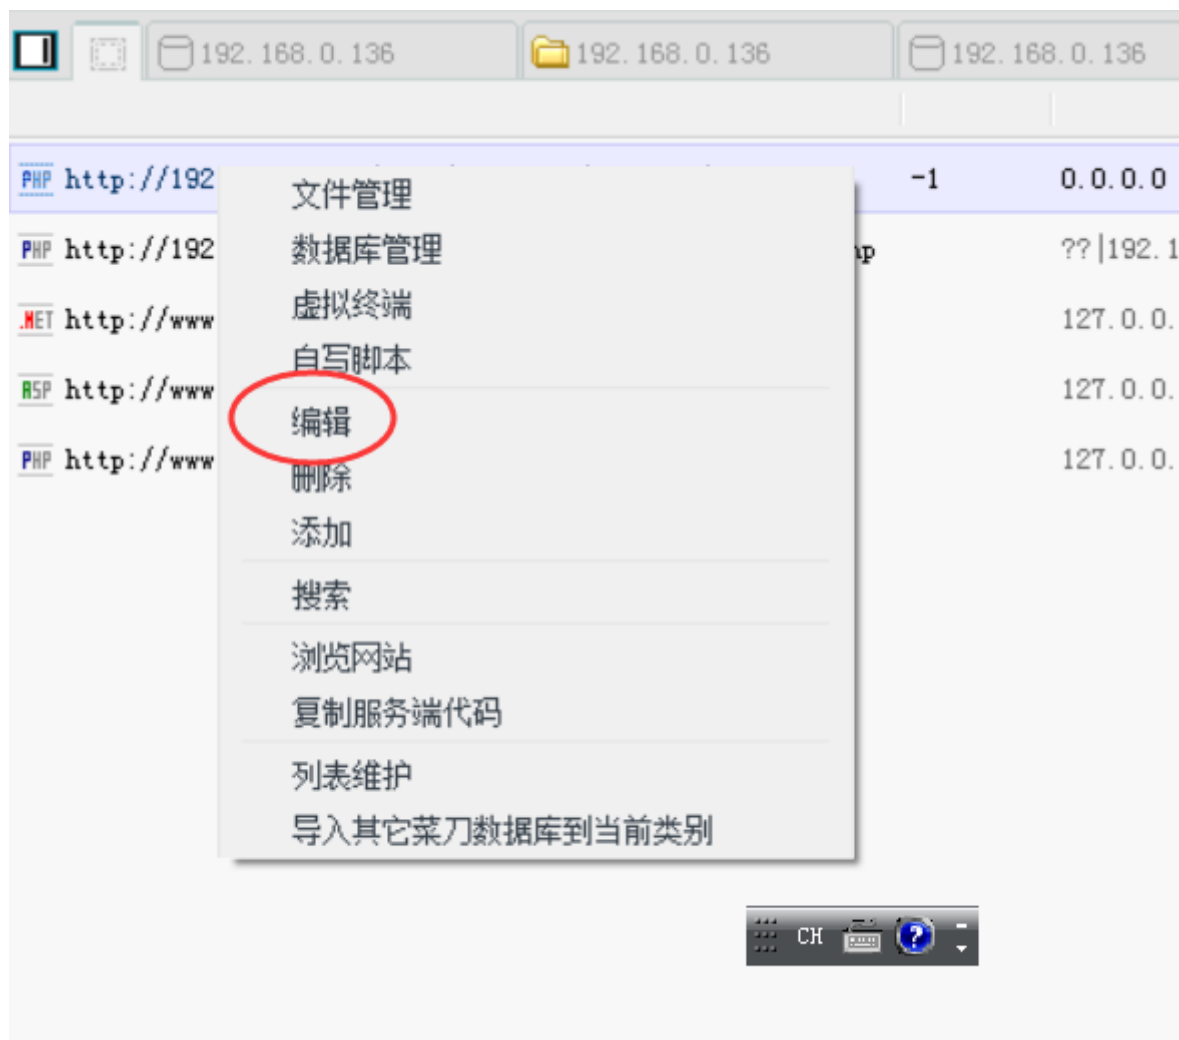 192.168.0.136 192.168.0.136 192.168.0.136
PHP http://192 -1 0.0.0.0
文件管理
PHP http://192 ??|192.1
数据库管理
.NET http://www 127.0.0.
虚拟终端
自写脚本
ASP http://www 127.0.0.
编辑
PHP http://www 127.0.0.
删除
添加
搜索
浏览网站
复制服务端代码
列表维护
导入其它菜刀数据库到当前类别
CH